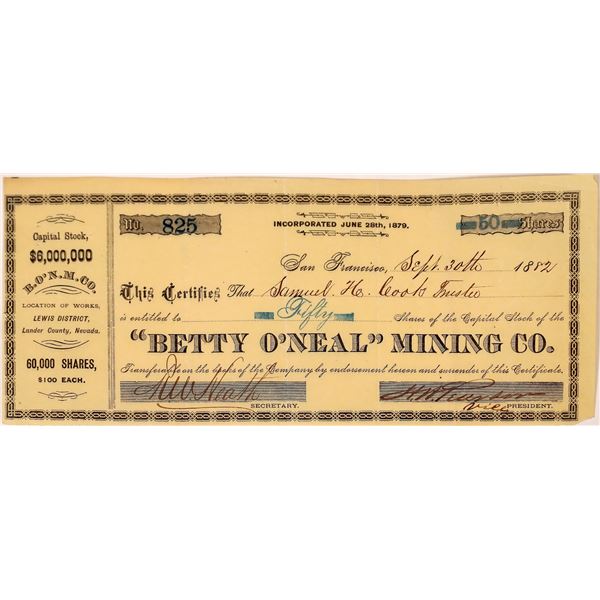 Capital Stock,
$6,000,000
B.O'N.M.CO.
LOCATION OF WORKS,
LEWIS DISTRICT,
Lander County, Nevada.
60,000 SHARES,
$100 EACH.
No. 825
INCORPORATED JUNE 28th, 1879.
50 Shares
San Francisco, Sept. 30th 1882
This Certifies That Samuel H. Cook Trustee
is entitled to Fifty Shares of the Capital Stock of the
"BETTY O'NEAL" MINING CO.
Transferable on the books of the Company by endorsement hereon and surrender of this Certificate.
SECRETARY.
Vice PRESIDENT.